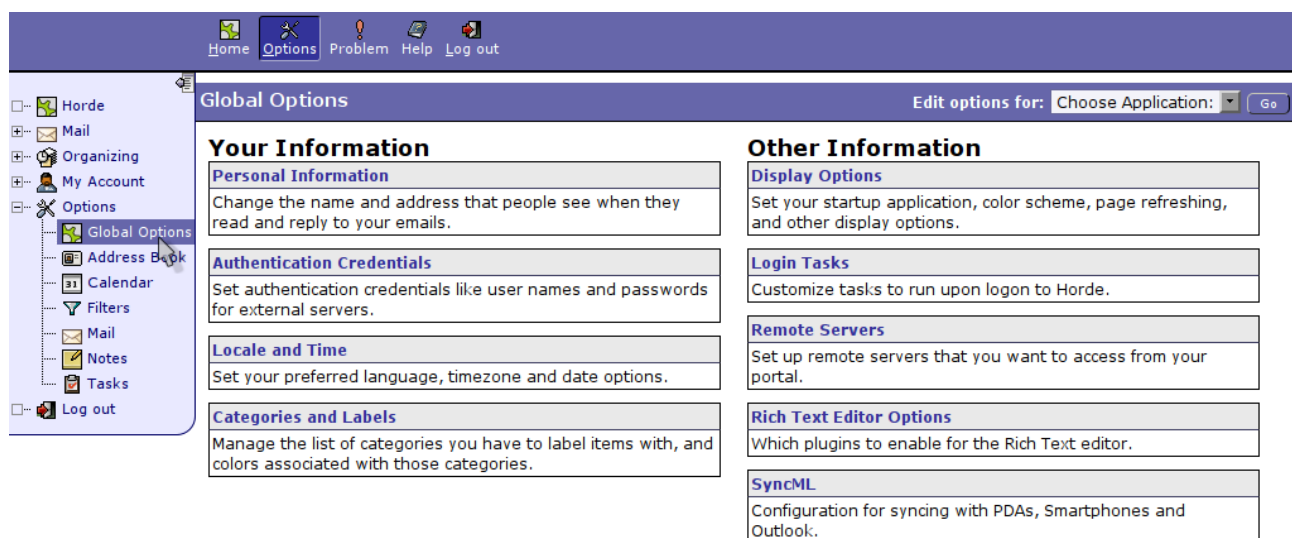 Home Options Problem Help Log out
Horde
Mail
Organizing
My Account
Options
Global Options
Address Book
31 Calendar
Filters
Mail
Notes
Tasks
Log out
Global Options
Edit options for: Choose Application: Go
Your Information
Personal Information
Change the name and address that people see when they
read and reply to your emails.
Authentication Credentials
Set authentication credentials like user names and passwords
for external servers.
Locale and Time
Set your preferred language, timezone and date options.
Categories and Labels
Manage the list of categories you have to label items with, and
colors associated with those categories.
Other Information
Display Options
Set your startup application, color scheme, page refreshing,
and other display options.
Login Tasks
Customize tasks to run upon logon to Horde.
Remote Servers
Set up remote servers that you want to access from your
portal.
Rich Text Editor Options
Which plugins to enable for the Rich Text editor.
SyncML
Configuration for syncing with PDAs, Smartphones and
Outlook.